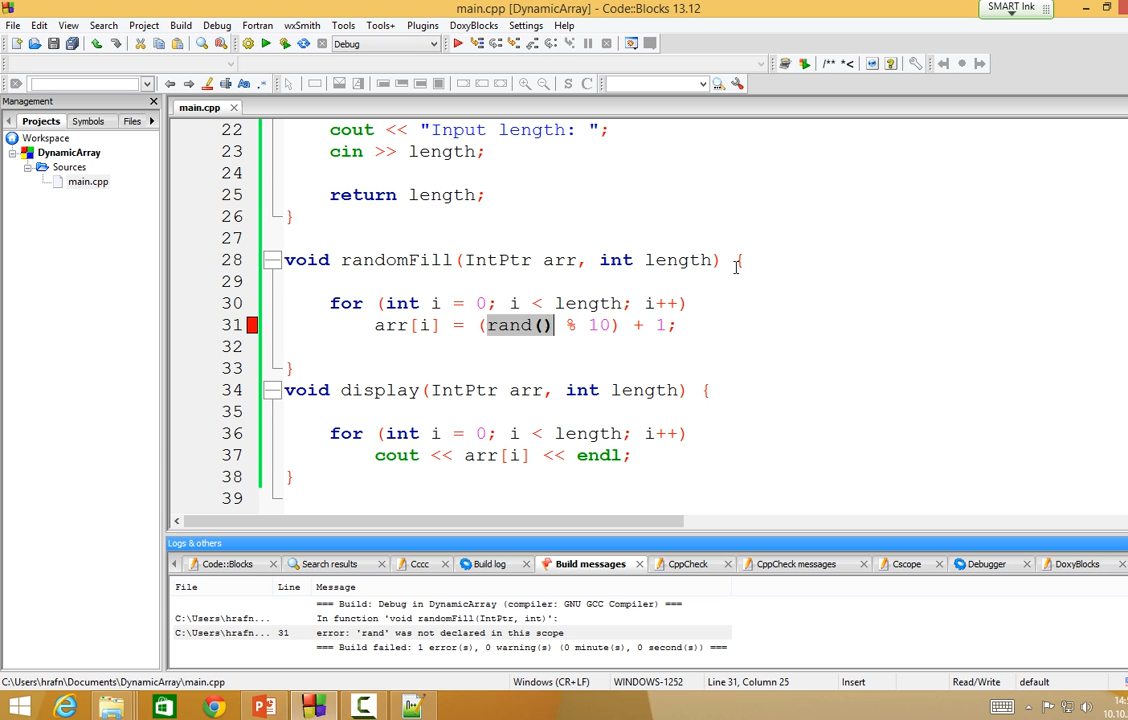 main.cpp [DynamicArray] - Code::Blocks 13.12
SMART Ink
File Edit View Search Project Build Debug Fortran wxSmith Tools Tools+ Plugins DoxyBlocks Settings Help
Debug
/** *<
S C
Management
main.cpp
Projects Symbols Files
Workspace
DynamicArray
Sources
main.cpp
22 cout << "Input length: ";
23 cin >> length;
24
25 return length;
26 }
27
28 void randomFill(IntPtr arr, int length) {
29
30 for (int i = 0; i < length; i++)
31 arr[i] = (rand() % 10) + 1;
32
33 }
34 void display(IntPtr arr, int length) {
35
36 for (int i = 0; i < length; i++)
37 cout << arr[i] << endl;
38 }
39
Logs & others
Code::Blocks Search results Cccc Build log Build messages CppCheck CppCheck messages Cscope Debugger DoxyBlocks
File Line Message
=== Build: Debug in DynamicArray (compiler: GNU GCC Compiler) ===
C:\Users\hrafn... In function 'void randomFill(IntPtr, int)':
C:\Users\hrafn... 31 error: 'rand' was not declared in this scope
=== Build failed: 1 error(s), 0 warning(s) (0 minute(s), 0 second(s)) ===
C:\Users\hrafn\Documents\DynamicArray\main.cpp Windows (CR+LF) WINDOWS-1252 Line 31, Column 25 Insert Read/Write default